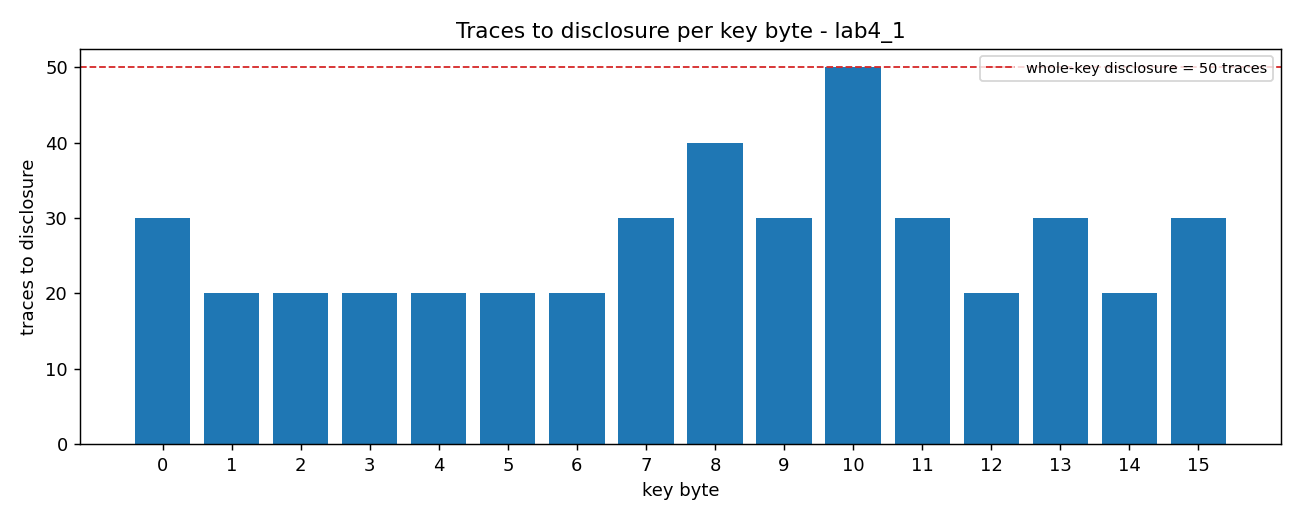 Traces to disclosure per key byte - lab4_1
whole-key disclosure = 50 traces
traces to disclosure
50
40
30
20
10
0
0 1 2 3 4 5 6 7 8 9 10 11 12 13 14 15
key byte